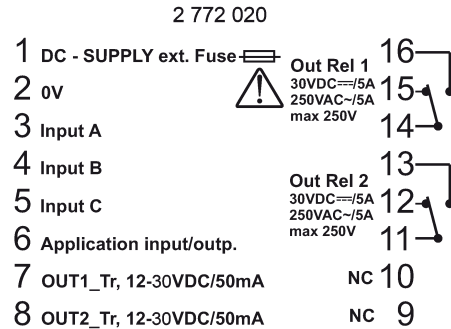 2 772 020
1 DC - SUPPLY ext. Fuse
2 0V
3 Input A
4 Input B
5 Input C
6 Application input/outp.
7 OUT1_Tr, 12-30VDC/50mA
8 OUT2_Tr, 12-30VDC/50mA
Out Rel 1
30VDC⎓/5A
250VAC~/5A
max 250V
16
15
14
Out Rel 2
30VDC⎓/5A
250VAC~/5A
max 250V
13
12
11
NC 10
NC 9